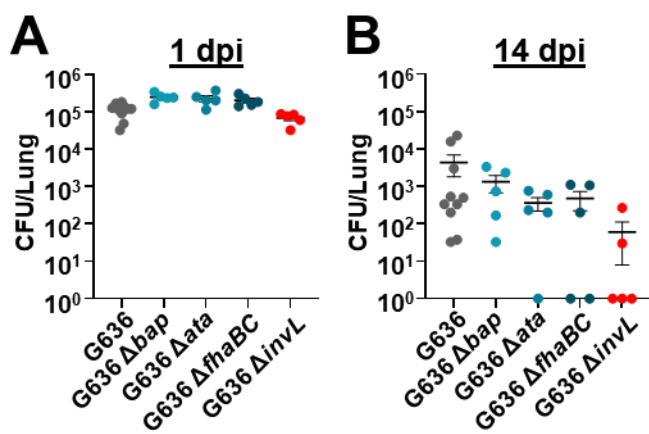 A
1 dpi
CFU/Lung
10⁶
10⁵
10⁴
10³
10²
10¹
10⁰
G636
G636 Δbap
G636 Δata
G636 ΔfhaBC
G636 ΔinvL
B
14 dpi
CFU/Lung
10⁶
10⁵
10⁴
10³
10²
10¹
10⁰
G636
G636 Δbap
G636 Δata
G636 ΔfhaBC
G636 ΔinvL